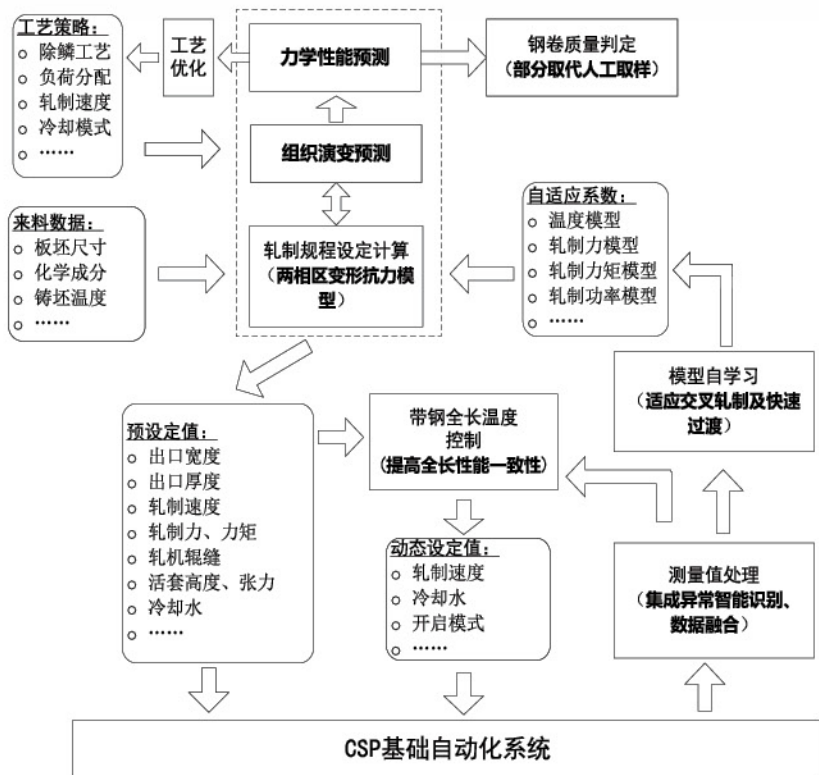 工艺策略：
除鳞工艺
负荷分配
轧制速度
冷却模式
……
工艺
优化
力学性能预测
钢卷质量判定
（部分取代人工取样）
组织演变预测
来料数据：
板坯尺寸
化学成分
铸坯温度
……
轧制规程设定计算
（两相区变形抗力模
型）
自适应系数：
温度模型
轧制力模型
轧制力矩模型
轧制功率模型
……
模型自学习
（适应交叉轧制及快速
过渡）
预设定值：
出口宽度
出口厚度
轧制速度
轧制力、力矩
轧机辊缝
活套高度、张力
冷却水
……
带钢全长温度
控制
（提高全长性能一致性）
动态设定值：
轧制速度
冷却水
开启模式
……
测量值处理
（集成异常智能识别、
数据融合）
CSP基础自动化系统